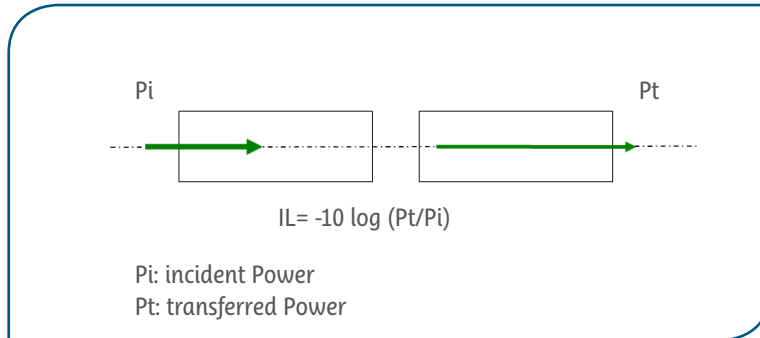 Pi Pt
IL= -10 log (Pt/Pi)
Pi: incident Power
Pt: transferred Power